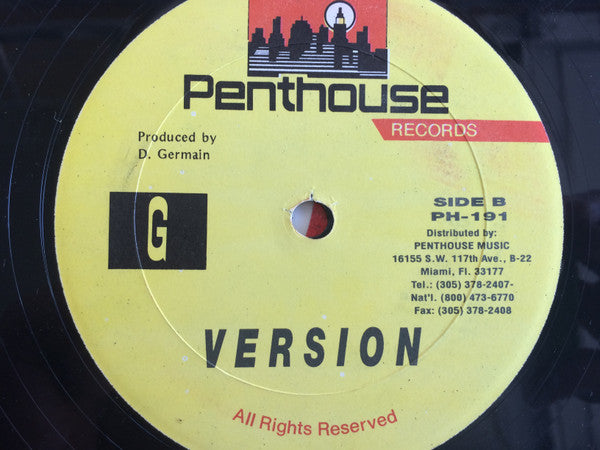 Penthouse
RECORDS
Produced by
D. Germain
G
SIDE B
PH-191
Distributed by:
PENTHOUSE MUSIC
16155 S.W. 117th Ave., B-22
Miami, Fl. 33177
Tel.: (305) 378-2407-
Nat'l. (800) 473-6770
Fax: (305) 378-2408
VERSION
All Rights Reserved